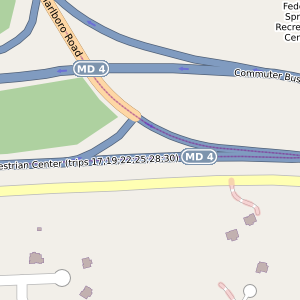 Fede
Spr
Recre
Cen
arlboro Road
MD 4
Commuter Bus
estrian Center (trips 17;19;22;25;28;30)
MD 4